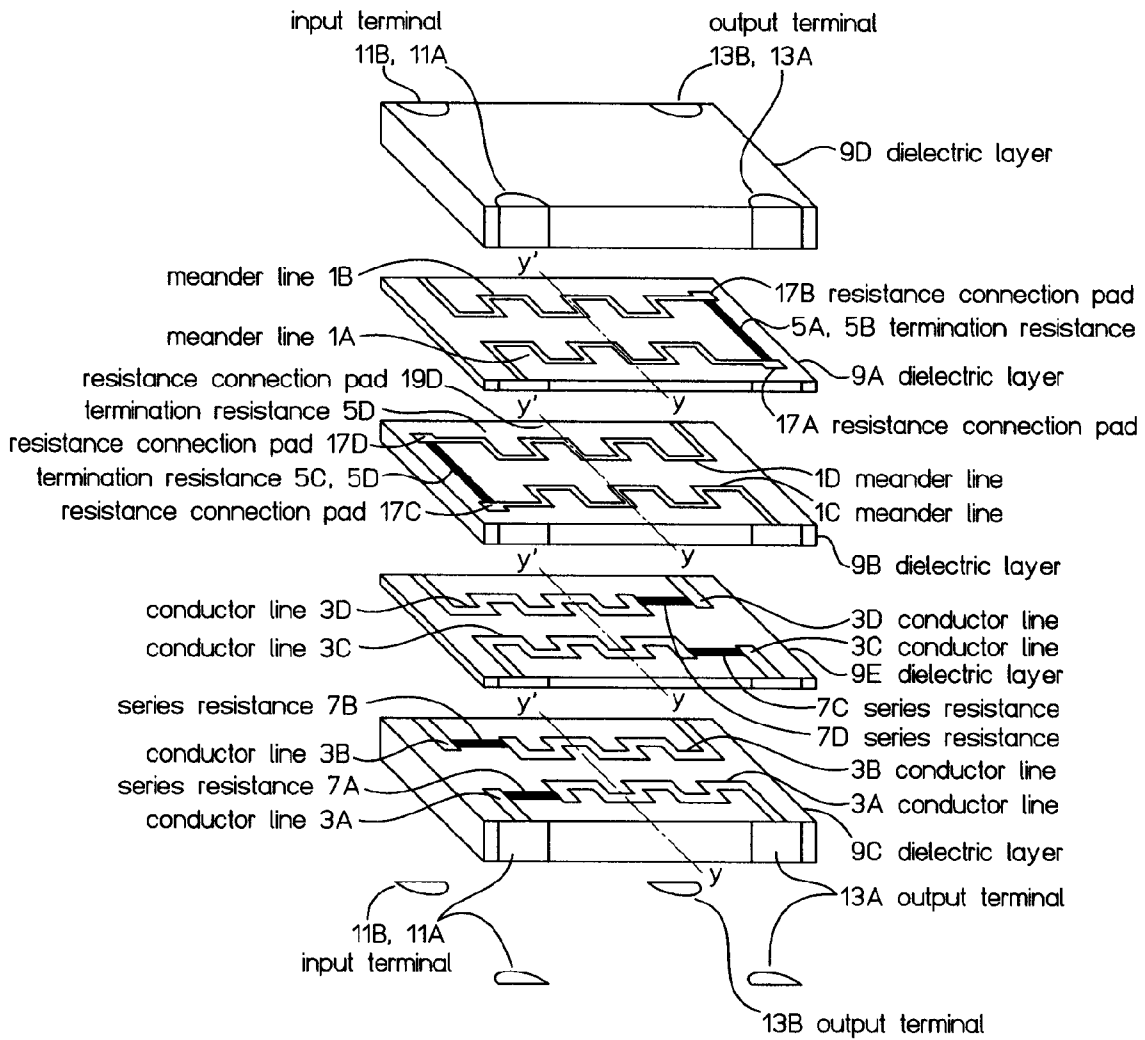 input terminal
11B, 11A
output terminal
13B, 13A
9D dielectric layer
y'
meander line 1B
17B resistance connection pad
5A, 5B termination resistance
meander line 1A
9A dielectric layer
y
resistance connection pad 19D
17A resistance connection pad
y'
termination resistance 5D
resistance connection pad 17D
termination resistance 5C, 5D
1D meander line
resistance connection pad 17C
1C meander line
y
y'
9B dielectric layer
conductor line 3D
3D conductor line
conductor line 3C
3C conductor line
9E dielectric layer
y
y'
series resistance 7B
7C series resistance
7D series resistance
conductor line 3B
3B conductor line
series resistance 7A
3A conductor line
conductor line 3A
9C dielectric layer
y
13A output terminal
11B, 11A
input terminal
13B output terminal